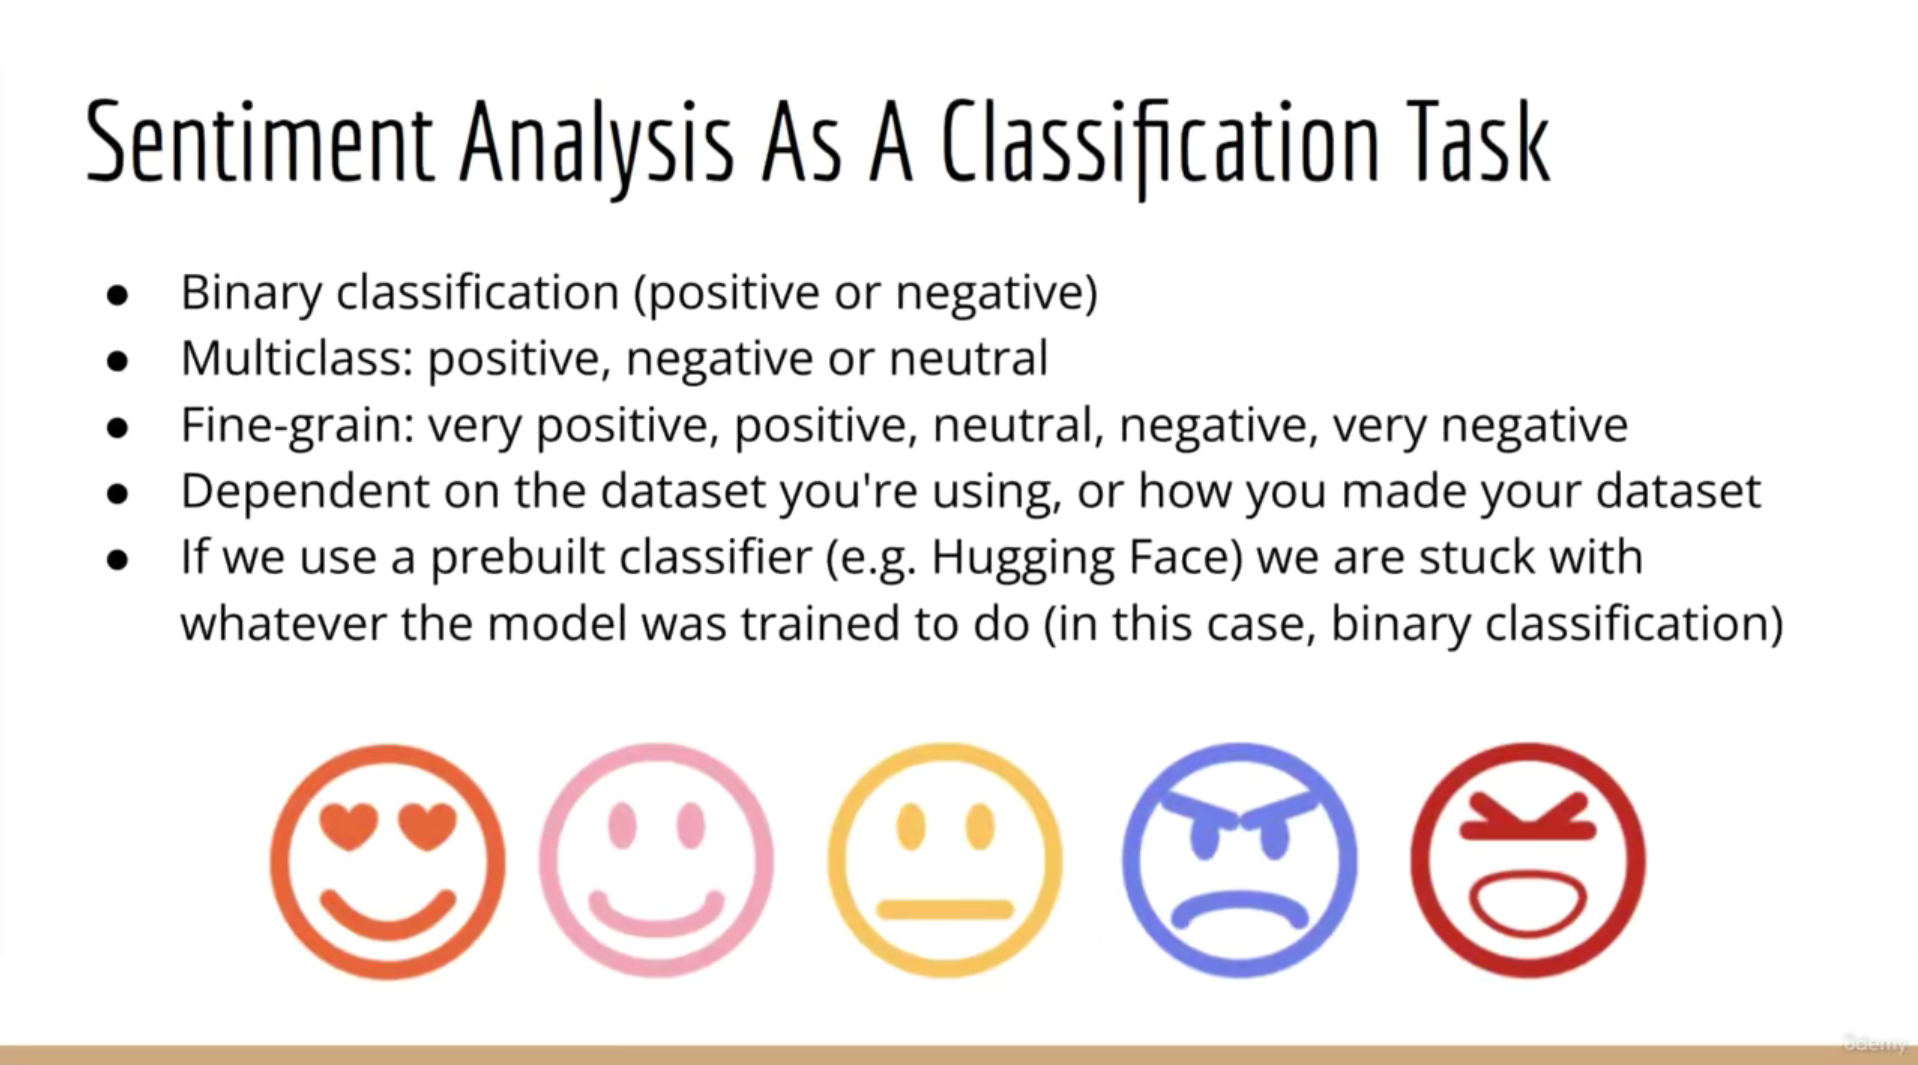 Sentiment Analysis As A Classification Task
● Binary classification (positive or negative)
● Multiclass: positive, negative or neutral
● Fine-grain: very positive, positive, neutral, negative, very negative
● Dependent on the dataset you're using, or how you made your dataset
● If we use a prebuilt classifier (e.g. Hugging Face) we are stuck with
whatever the model was trained to do (in this case, binary classification)
ûdemy